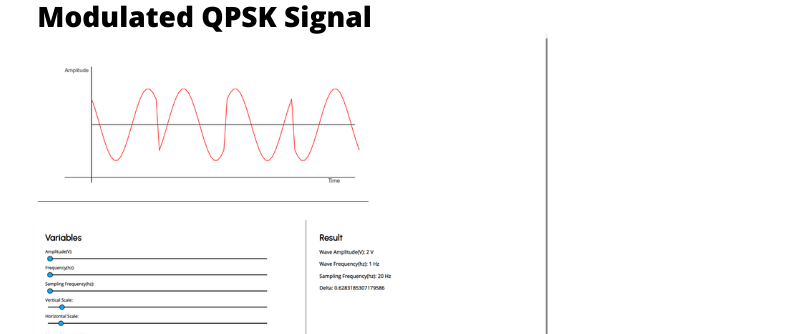 Modulated QPSK Signal
Amplitude
Time
Variables
Amplitude(V):
Frequency(hz):
Sampling Frequency(hz):
Vertical Scale:
Horizontal Scale:
Result
Wave Amplitude(V): 2 V
Wave Frequency(hz): 1 Hz
Sampling Frequency(hz): 20 Hz
Delta: 0.6283185307179586